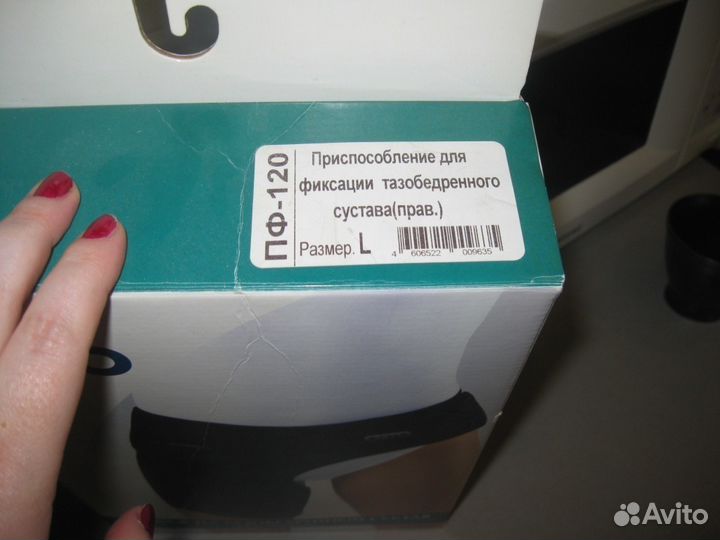 ПФ-120
Приспособление для
фиксации тазобедренного
сустава(прав.)
Размер. L
4 606522 009635
Avito